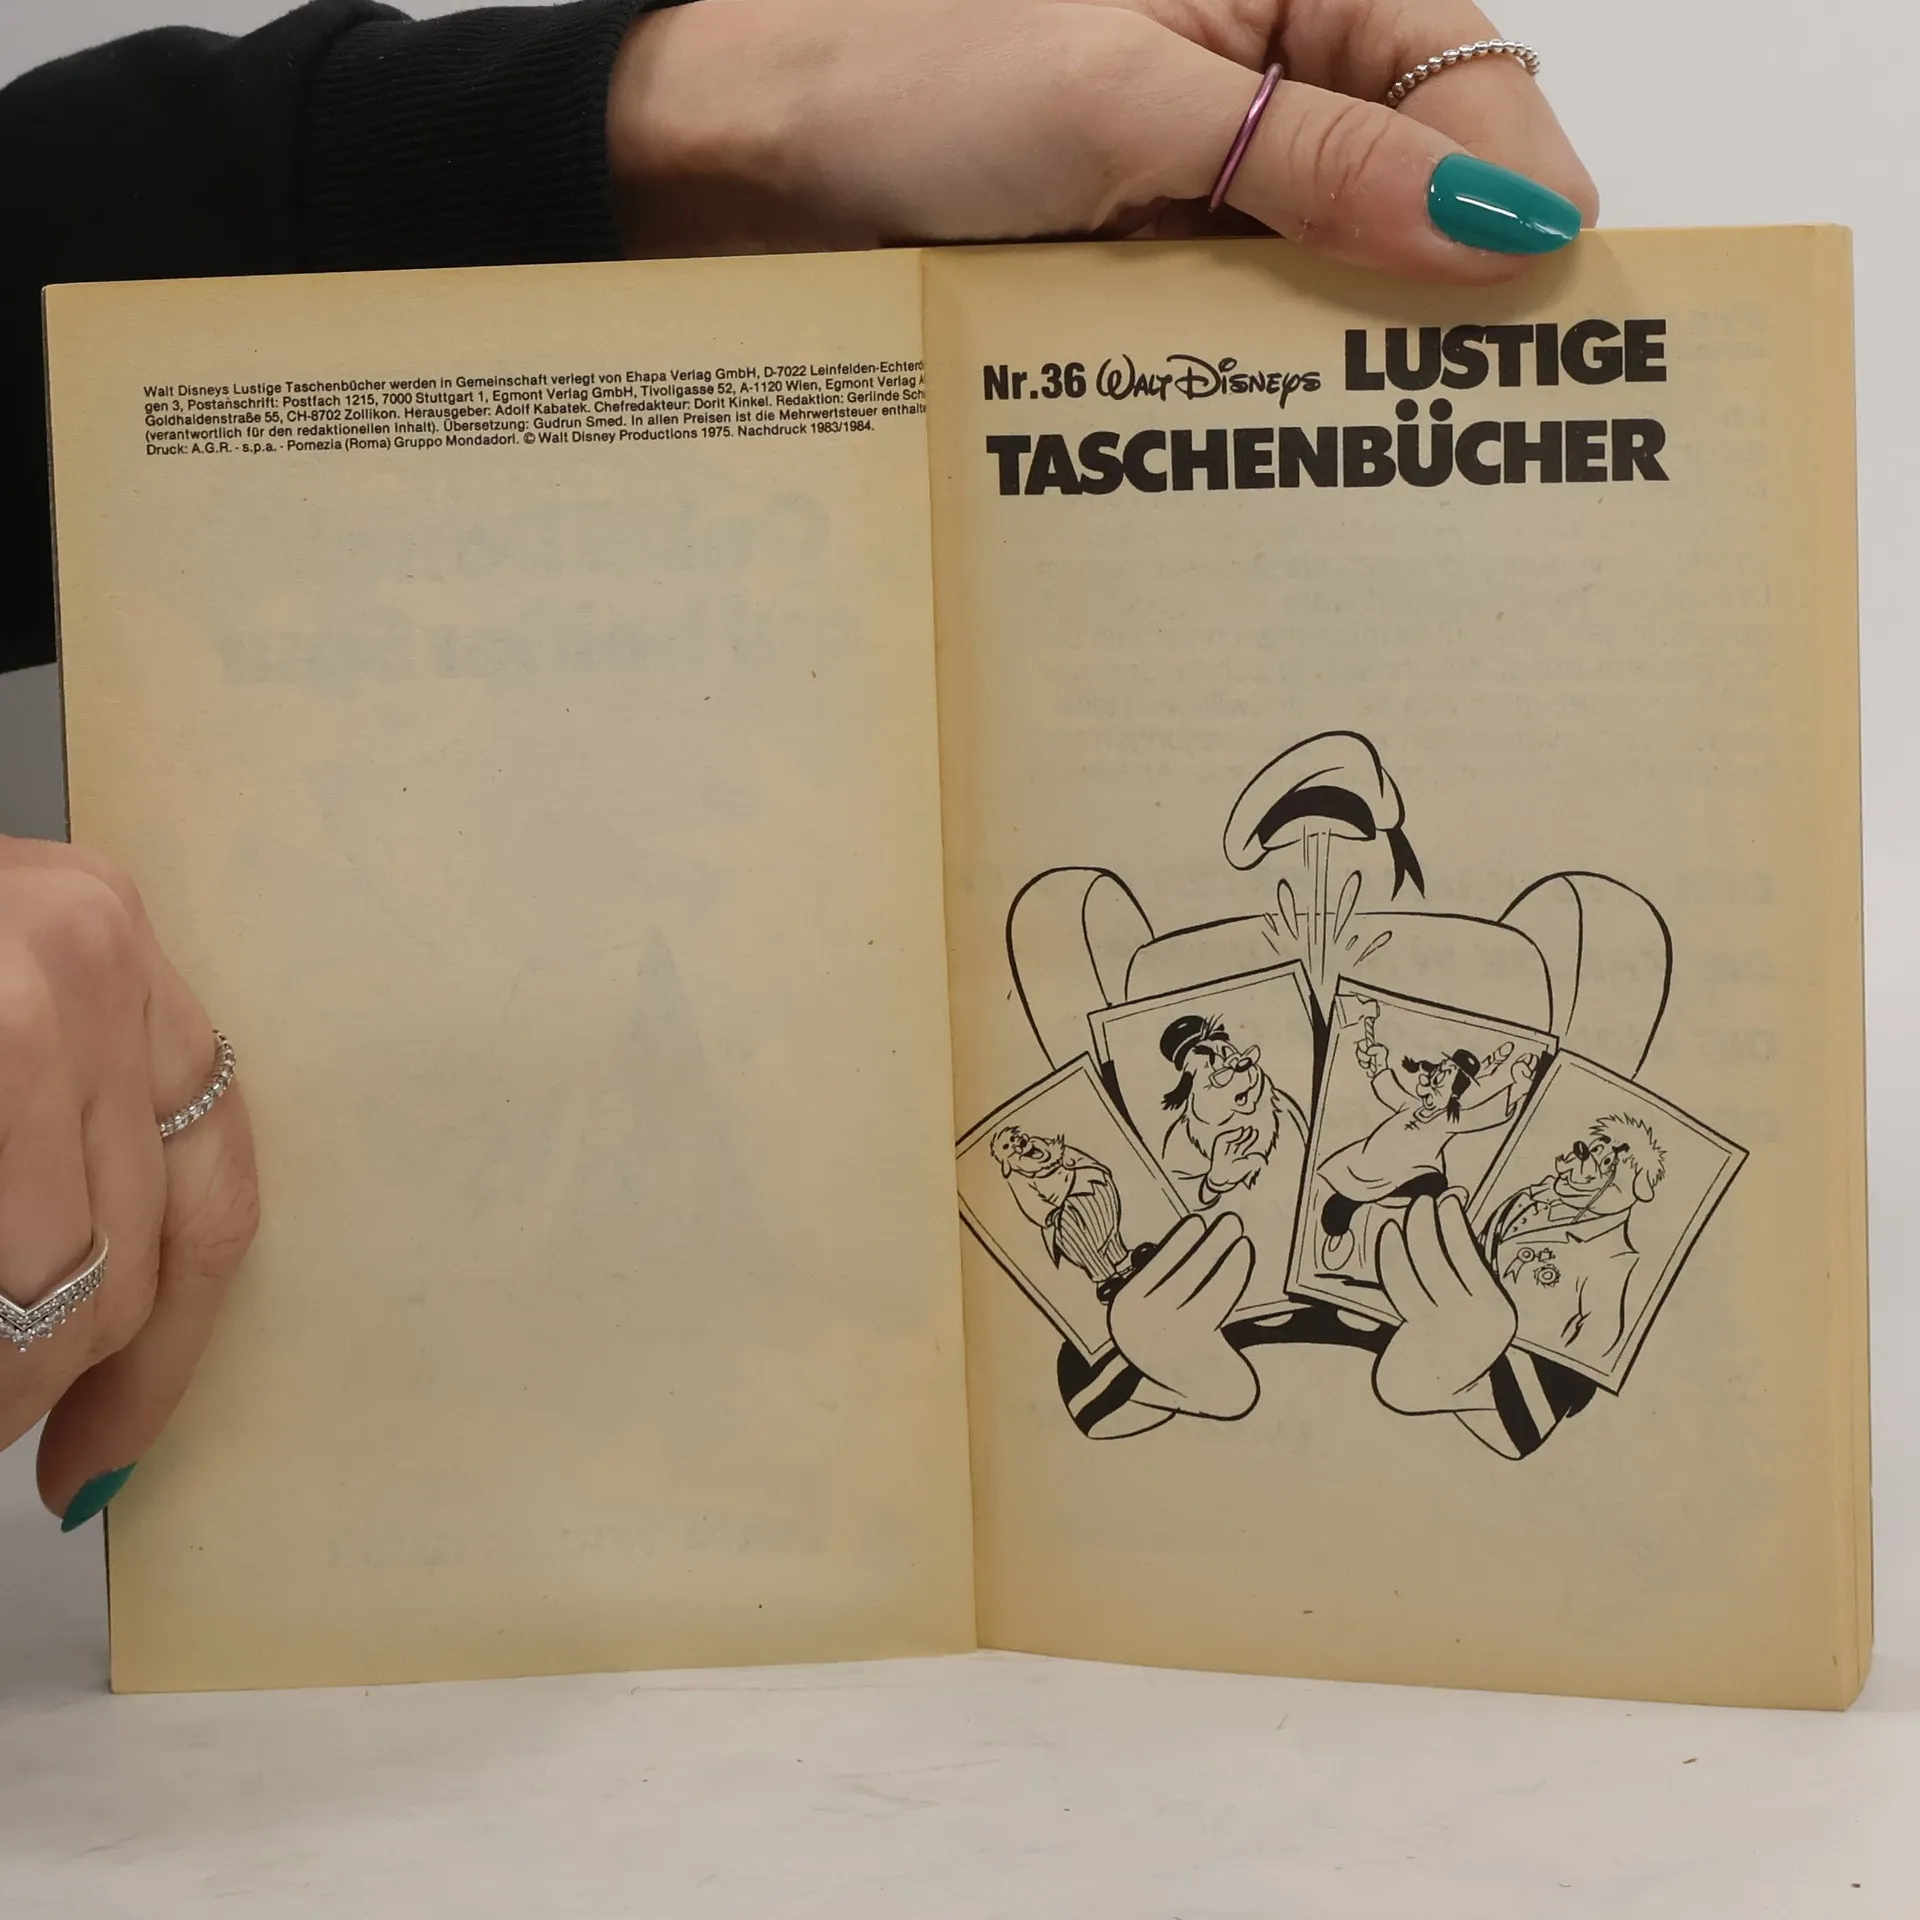 Walt Disneys Lustige Taschenbücher werden in Gemeinschaft verlegt von Ehapa Verlag GmbH, D-7022
gen 3, Postanschrift: Postfach 1215, 7000 Stuttgart 1, Egmont Verlag GmbH, Tivoligasse 52, A-1120 Wien, Egmont Verlag
Goldhaldenstraße 55, CH-8702 Zollikon. Herausgeber: Adolf Kabatek. Chefredakteur: Dorit Kinkel. Redaktion: Gerlinde
(verantwortlich für den redaktionellen Inhalt). Übersetzung: Gudrun Smed. In allen Preisen ist die Mehrwertsteuer
Druck: A.G.R. - s.p.a. - Pomezia (Roma) Gruppo Mondadori. © Walt Disney Productions 1975. Nachdruck 1983/1984.
Nr.36 WALT DISNEYS LUSTIGE
TASCHENBÜCHER